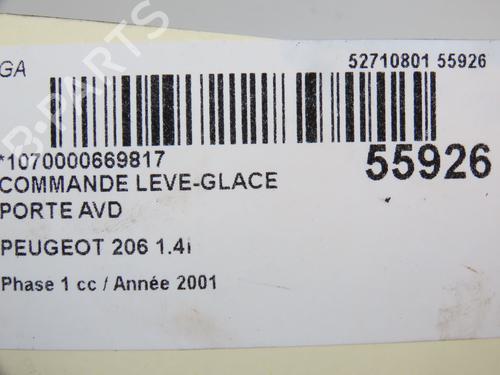 GA
52710801 55926
*1070000669817
55926
COMMANDE LEVE-GLACE
PORTE AVD
PEUGEOT 206 1.4i
Phase 1 cc / Année 2001
B-PARTS